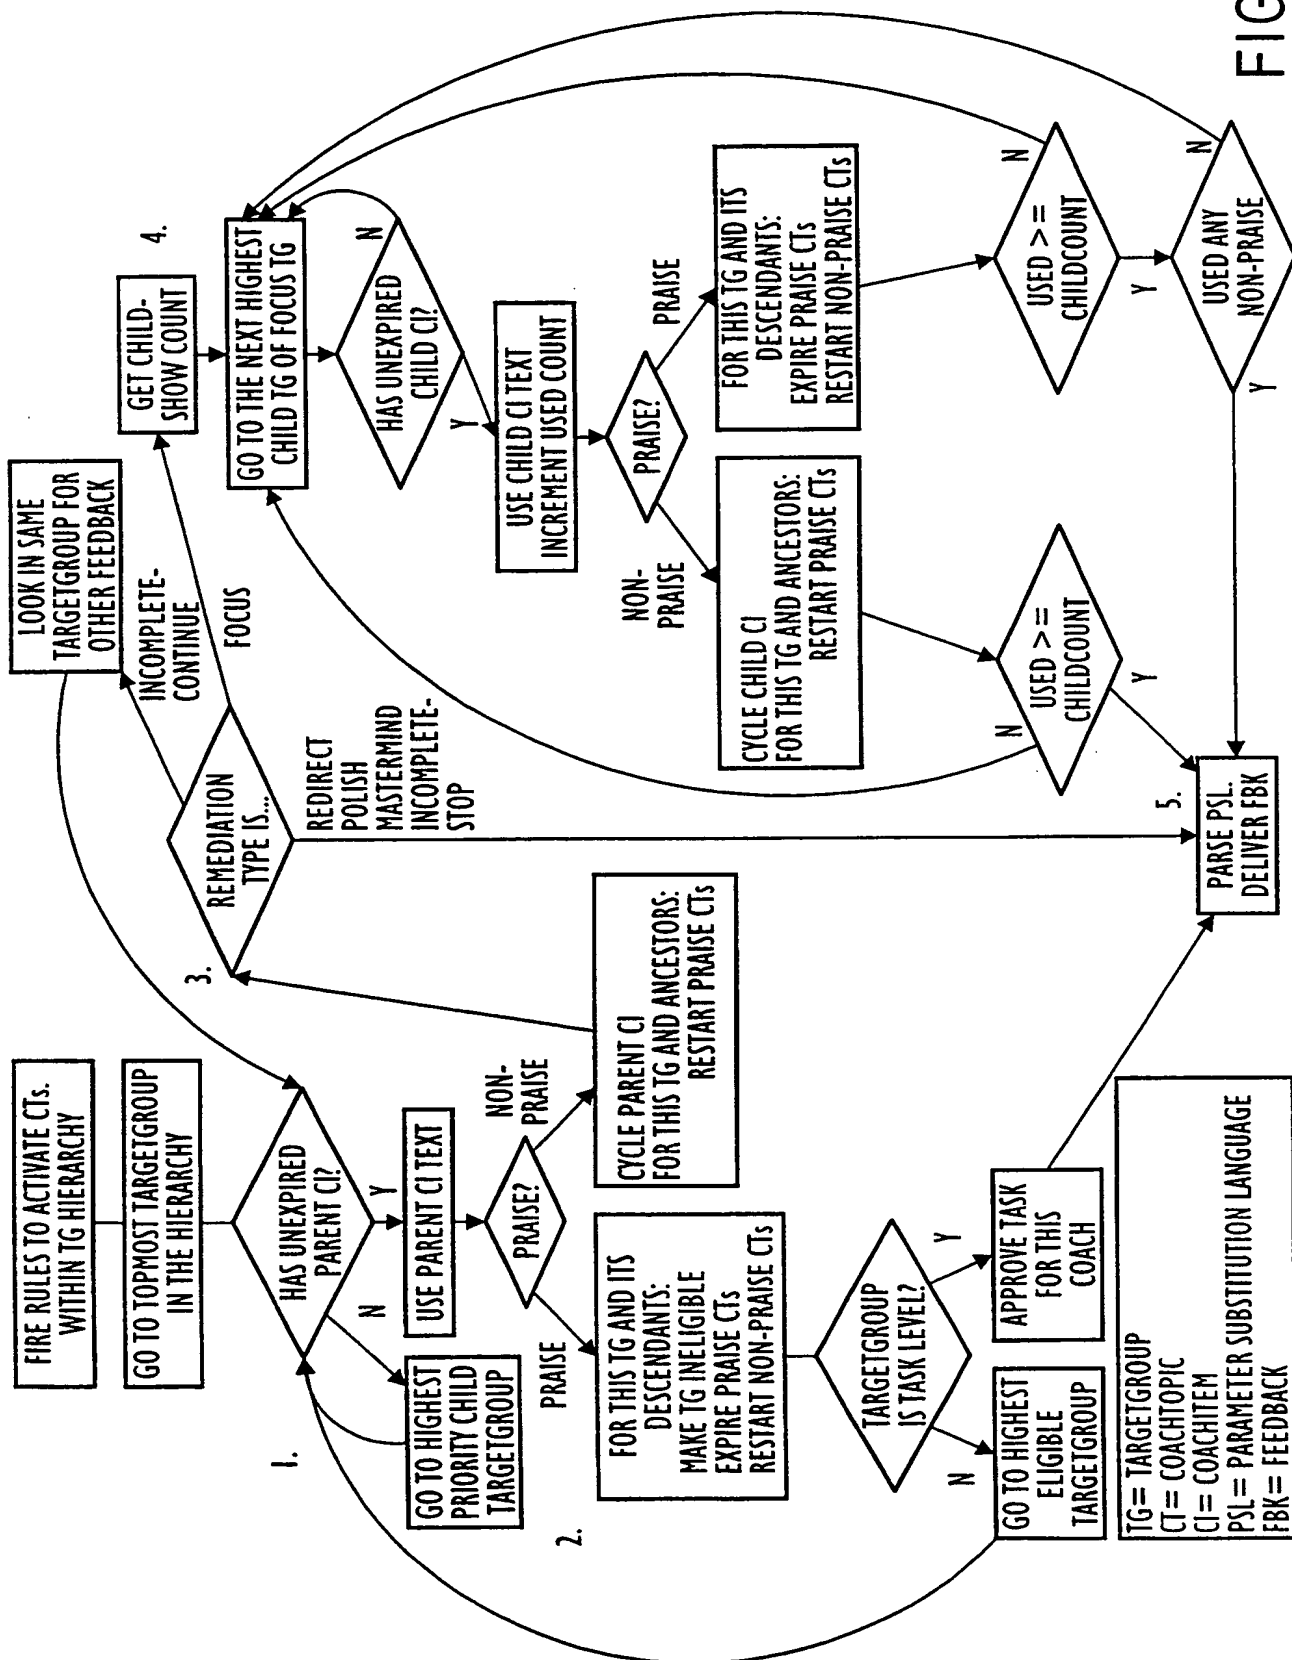 FIRE RULES TO ACTIVATE CTs.
WITHIN TG HIERARCHY
GO TO TOPMOST TARGETGROUP
IN THE HIERARCHY
1.
HAS UNEXPIRED
PARENT CI?
N
Y
GO TO HIGHEST
PRIORITY CHILD
TARGETGROUP
USE PARENT CI TEXT
2.
PRAISE?
PRAISE
NON-
PRAISE
FOR THIS TG AND ITS
DESCENDANTS:
MAKE TG INELIGIBLE
EXPIRE PRAISE CTs
RESTART NON-PRAISE CTs
CYCLE PARENT CI
FOR THIS TG AND ANCESTORS:
RESTART PRAISE CTs
TARGETGROUP
IS TASK LEVEL?
N
Y
GO TO HIGHEST
ELIGIBLE
TARGETGROUP
APPROVE TASK
FOR THIS
COACH
TG= TARGETGROUP
CT= COACHTOPIC
CI= COACHITEM
PSL= PARAMETER SUBSTITUTION LANGUAGE
FBK= FEEDBACK
3.
REMEDIATION
TYPE IS...
INCOMPLETE-
CONTINUE
FOCUS
REDIRECT
POLISH
MASTERMIND
INCOMPLETE-
STOP
LOOK IN SAME
TARGETGROUP FOR
OTHER FEEDBACK
4.
GET CHILD-
SHOW COUNT
GO TO THE NEXT HIGHEST
CHILD TG OF FOCUS TG
HAS UNEXPIRED
CHILD CI?
N
Y
USE CHILD CI TEXT
INCREMENT USED COUNT
PRAISE?
NON-
PRAISE
PRAISE
CYCLE CHILD CI
FOR THIS TG AND ANCESTORS:
RESTART PRAISE CTs
FOR THIS TG AND ITS
DESCENDANTS:
EXPIRE PRAISE CTs
RESTART NON-PRAISE CTs
USED >=
CHILDCOUNT
N
Y
USED >=
CHILDCOUNT
N
Y
USED ANY
NON-PRAISE
N
Y
5.
PARSE PSL.
DELIVER FBK
FIG